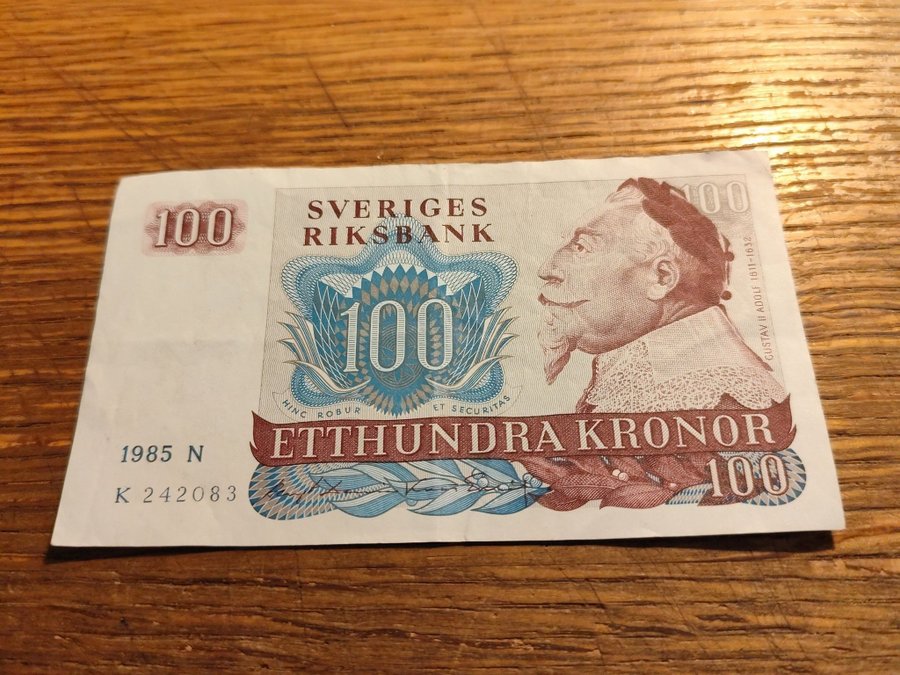 100
SVERIGES
RIKSBANK
100
100
GUSTAV II ADOLF 1611-1632
HINC ROBUR ET SECURITAS
ETTHUNDRA KRONOR
1985 N
K 242083
100